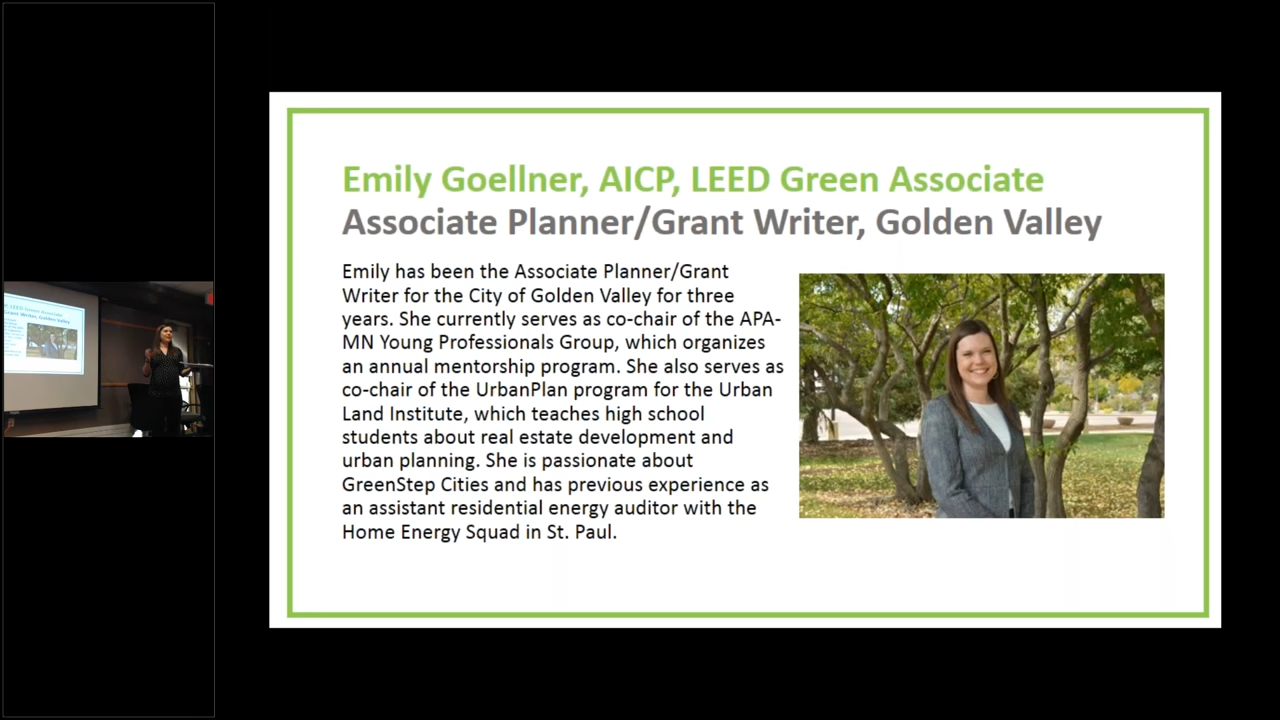 Emily Goellner, AICP, LEED Green Associate
Associate Planner/Grant Writer, Golden Valley
Emily has been the Associate Planner/Grant
Writer for the City of Golden Valley for three
years. She currently serves as co-chair of the APA-
MN Young Professionals Group, which organizes
an annual mentorship program. She also serves as
co-chair of the UrbanPlan program for the Urban
Land Institute, which teaches high school
students about real estate development and
urban planning. She is passionate about
GreenStep Cities and has previous experience as
an assistant residential energy auditor with the
Home Energy Squad in St. Paul.